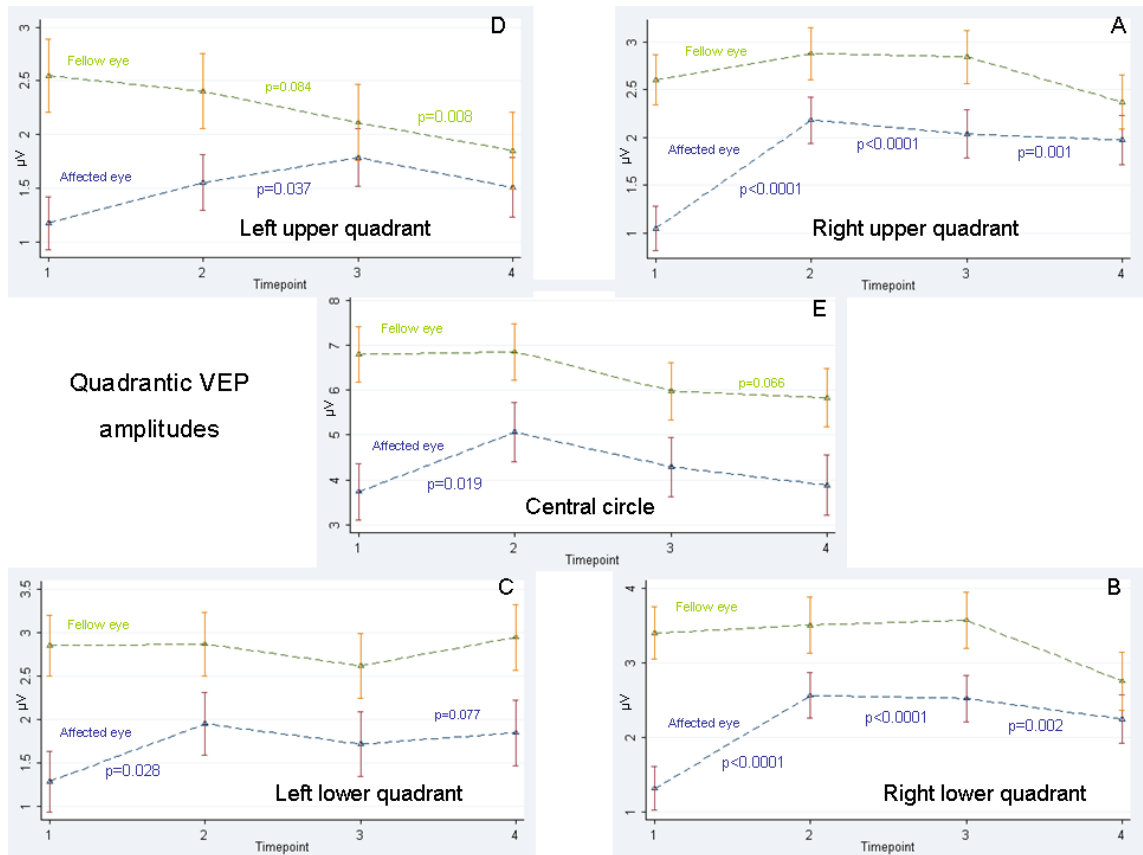 D
3
2.5
2
1.5
1
µV
Fellow eye
p=0.084
p=0.008
Affected eye
p=0.037
Left upper quadrant
1
2
3
4
Timepoint
A
3
2.5
2
1.5
1
µV
Fellow eye
Affected eye
p<0.0001
p<0.0001
p=0.001
Right upper quadrant
1
2
3
4
Timepoint
Quadrantic VEP
amplitudes
E
8
7
6
5
4
3
µV
Fellow eye
p=0.066
Affected eye
p=0.019
Central circle
1
2
3
4
Timepoint
C
3.5
3
2.5
2
1.5
1
µV
Fellow eye
Affected eye
p=0.077
p=0.028
Left lower quadrant
1
2
3
4
Timepoint
B
4
3
2
1
µV
Fellow eye
Affected eye
p<0.0001
p=0.002
p<0.0001
Right lower quadrant
1
2
3
4
Timepoint